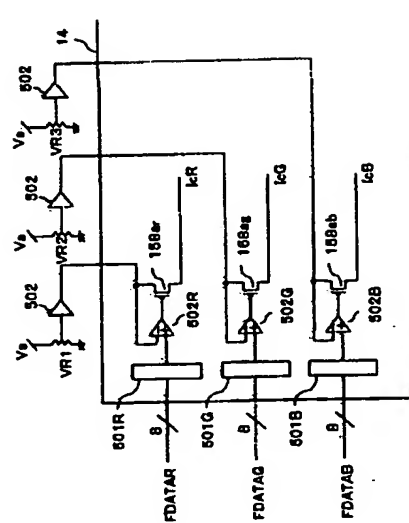 14
502
Vs
VR3
502
Vs
VR2
502
Vs
VR1
IcR
158ar
502R
501R
8
FDATAR
IcG
158ag
502G
501G
8
FDATAG
IcB
158ab
502B
501B
8
FDATAB